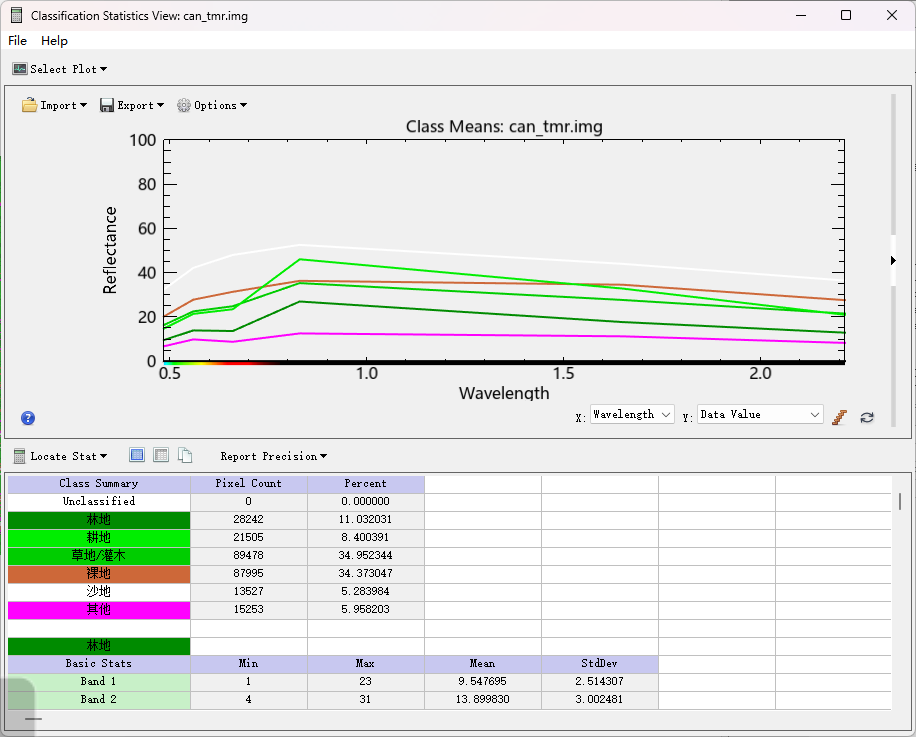 Classification Statistics View: can_tmr.img
File Help
Select Plot
Import Export Options
Class Means: can_tmr.img
100
80
60
40
20
0
Reflectance
0.5 1.0 1.5 2.0
Wavelength
X: Wavelength Y: Data Value
Locate Stat Report Precision
Class Summary Pixel Count Percent
Unclassified 0 0.000000
林地 28242 11.032031
耕地 21505 8.400391
草地/灌木 89478 34.952344
裸地 87995 34.373047
沙地 13527 5.283984
其他 15253 5.958203
林地
Basic Stats Min Max Mean StdDev
Band 1 1 23 9.547695 2.514307
Band 2 4 31 13.899830 3.002481